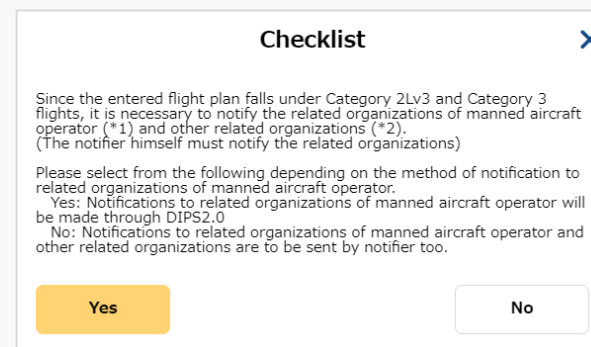 Checklist
Since the entered flight plan falls under Category 2Lv3 and Category 3
flights, it is necessary to notify the related organizations of manned aircraft
operator (*1) and other related organizations (*2).
(The notifier himself must notify the related organizations)
Please select from the following depending on the method of notification to
related organizations of manned aircraft operator.
Yes: Notifications to related organizations of manned aircraft operator will
be made through DIPS2.0
No: Notifications to related organizations of manned aircraft operator and
other related organizations are to be sent by notifier too.
Yes
No